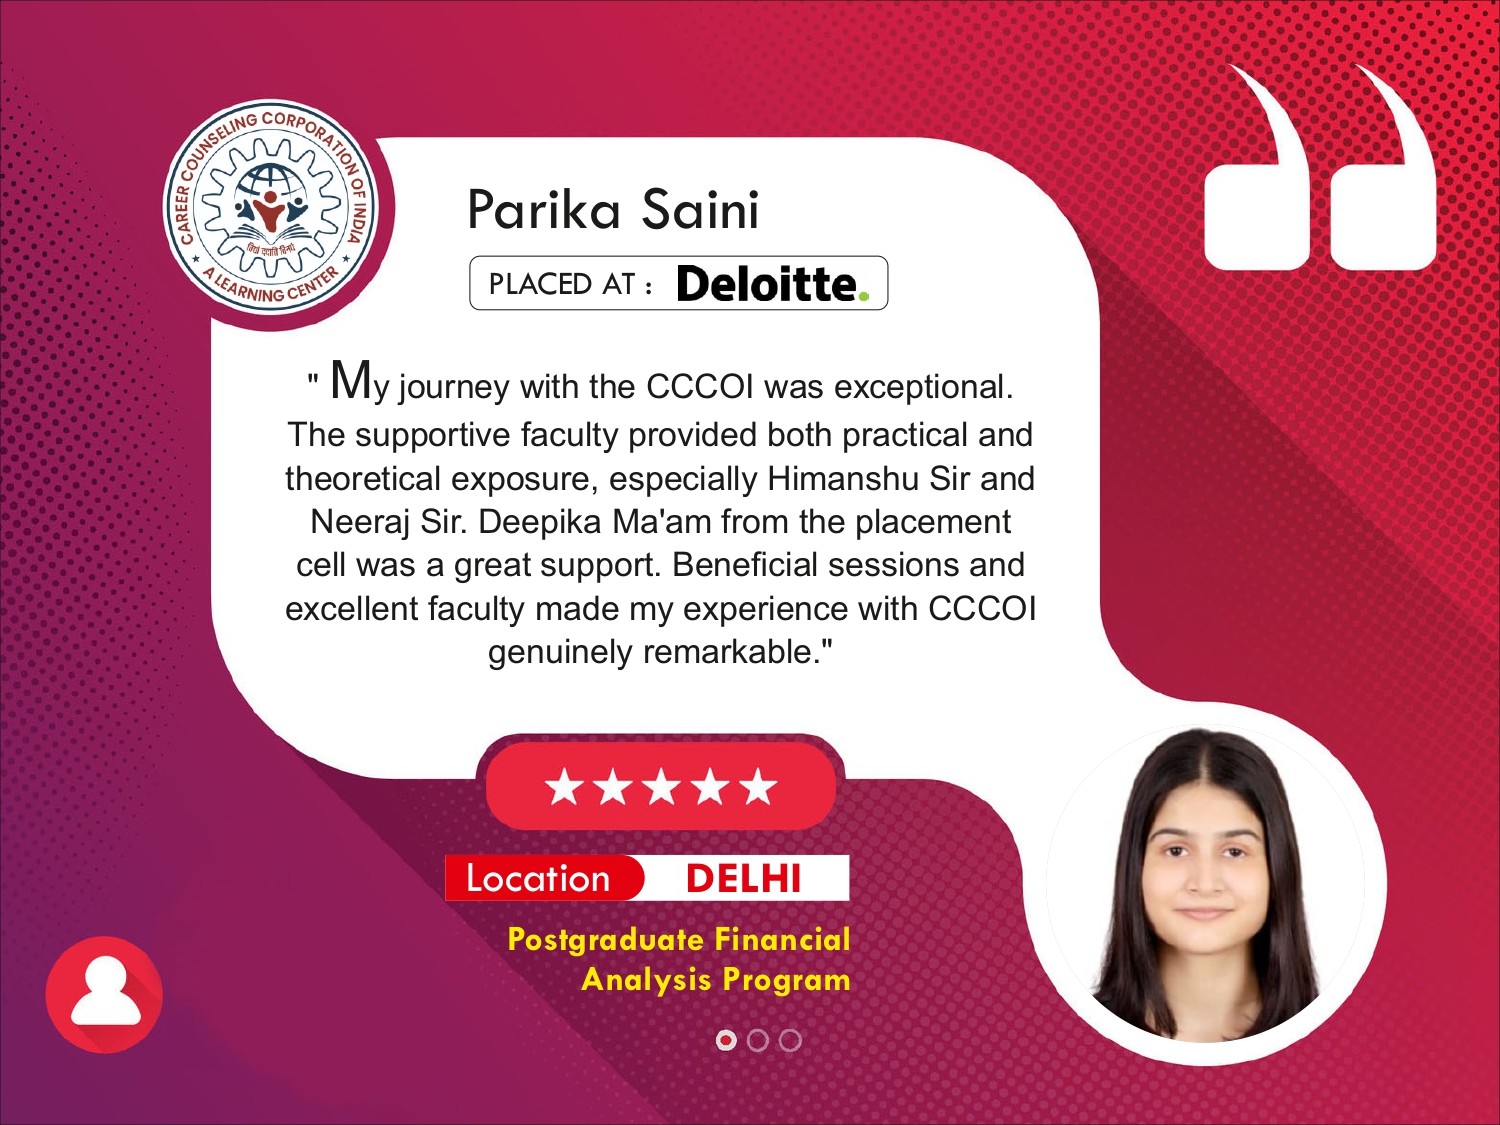 CAREER COUNSELING CORPORATION OF INDIA
विद्या ददाति विनयं
★ A LEARNING CENTER ★
Parika Saini
PLACED AT : Deloitte.
" My journey with the CCCOI was exceptional.
The supportive faculty provided both practical and
theoretical exposure, especially Himanshu Sir and
Neeraj Sir. Deepika Ma'am from the placement
cell was a great support. Beneficial sessions and
excellent faculty made my experience with CCCOI
genuinely remarkable."
Location DELHI
Postgraduate Financial
Analysis Program